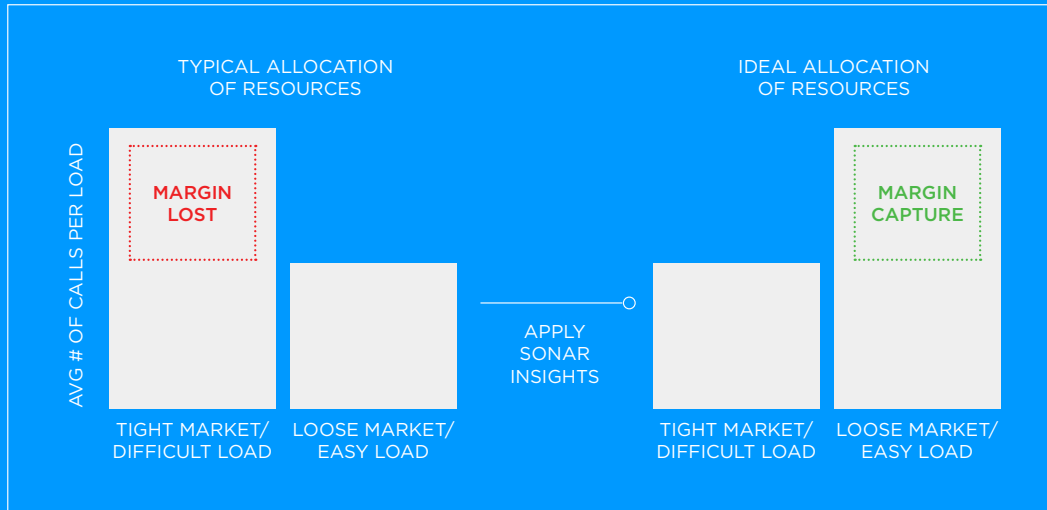 TYPICAL ALLOCATION
OF RESOURCES
AVG # OF CALLS PER LOAD
MARGIN
LOST
TIGHT MARKET/
DIFFICULT LOAD
LOOSE MARKET/
EASY LOAD
APPLY
SONAR
INSIGHTS
IDEAL ALLOCATION
OF RESOURCES
MARGIN
CAPTURE
TIGHT MARKET/
DIFFICULT LOAD
LOOSE MARKET/
EASY LOAD